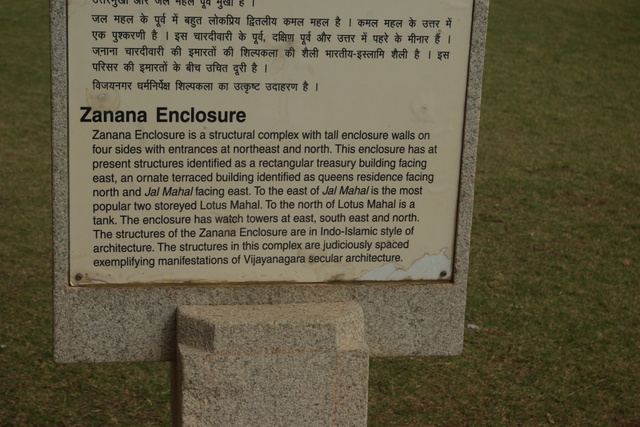 उत्तरमुखी और जल महल पूर्व मुखी है ।
जल महल के पूर्व में बहुत लोकप्रिय द्वितलीय कमल महल है । कमल महल के उत्तर में
एक पुश्करणी है । इस चारदीवारी के पूर्व, दक्षिण पूर्व और उत्तर में पहरे के मीनार हैं ।
जनाना चारदीवारी की इमारतों की शिल्पकला की शैली भारतीय-इस्लामि शैली है । इस
परिसर की इमारतों के बीच उचित दूरी है ।
विजयनगर धर्मनिर्पेक्ष शिल्पकला का उत्कृष्ट उदाहरण है ।
Zanana Enclosure
Zanana Enclosure is a structural complex with tall enclosure walls on
four sides with entrances at northeast and north. This enclosure has at
present structures identified as a rectangular treasury building facing
east, an ornate terraced building identified as queens residence facing
north and Jal Mahal facing east. To the east of Jal Mahal is the most
popular two storeyed Lotus Mahal. To the north of Lotus Mahal is a
tank. The enclosure has watch towers at east, south east and north.
The structures of the Zanana Enclosure are in Indo-Islamic style of
architecture. The structures in this complex are judiciously spaced
exemplifying manifestations of Vijayanagara secular architecture.